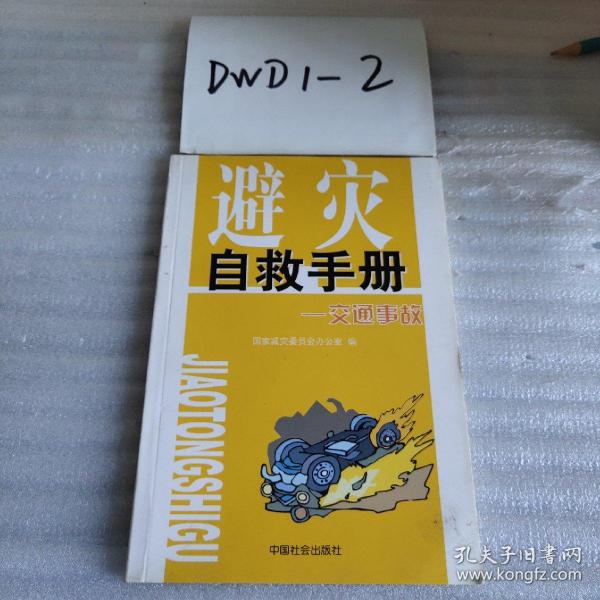 DWD1-2
避灾
自救手册
—交通事故
国家减灾委员会办公室 编
JIAOTONGSHIGU
中国社会出版社
孔夫子旧书网
www.kongfz.com